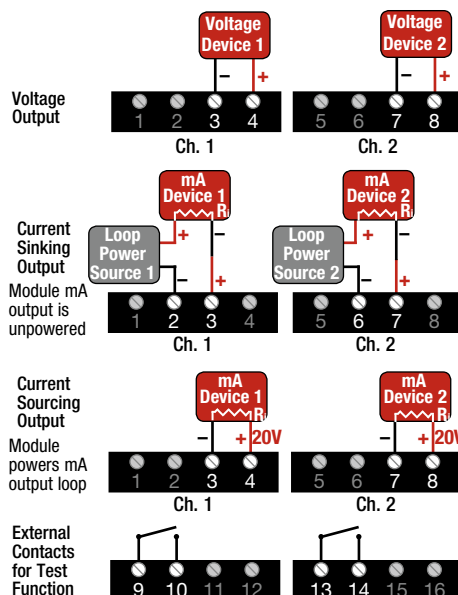 Voltage
Device 1
Voltage
Device 2
– +
– +
Voltage
Output
1 2 3 4
5 6 7 8
Ch. 1
Ch. 2
mA
Device 1
Ri
mA
Device 2
Ri
Loop
Power
Source 1
+ –
– +
Loop
Power
Source 2
+ –
– +
Current
Sinking
Output
Module mA
output is
unpowered
1 2 3 4
5 6 7 8
Ch. 1
Ch. 2
Current
Sourcing
Output
Module
powers mA
output loop
mA
Device 1
Ri
mA
Device 2
Ri
– + 20V
– + 20V
1 2 3 4
5 6 7 8
Ch. 1
Ch. 2
External
Contacts
for Test
Function
9 10 11 12
13 14 15 16